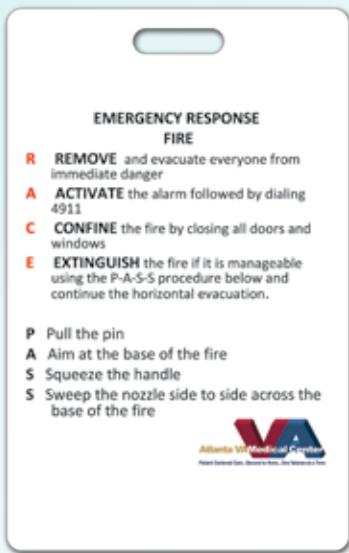 EMERGENCY RESPONSE
FIRE
R REMOVE and evacuate everyone from
immediate danger
A ACTIVATE the alarm followed by dialing
4911
C CONFINE the fire by closing all doors and
windows
E EXTINGUISH the fire if it is manageable
using the P-A-S-S procedure below and
continue the horizontal evacuation.
P Pull the pin
A Aim at the base of the fire
S Squeeze the handle
S Sweep the nozzle side to side across the
base of the fire
VA
Atlanta VA Medical Center